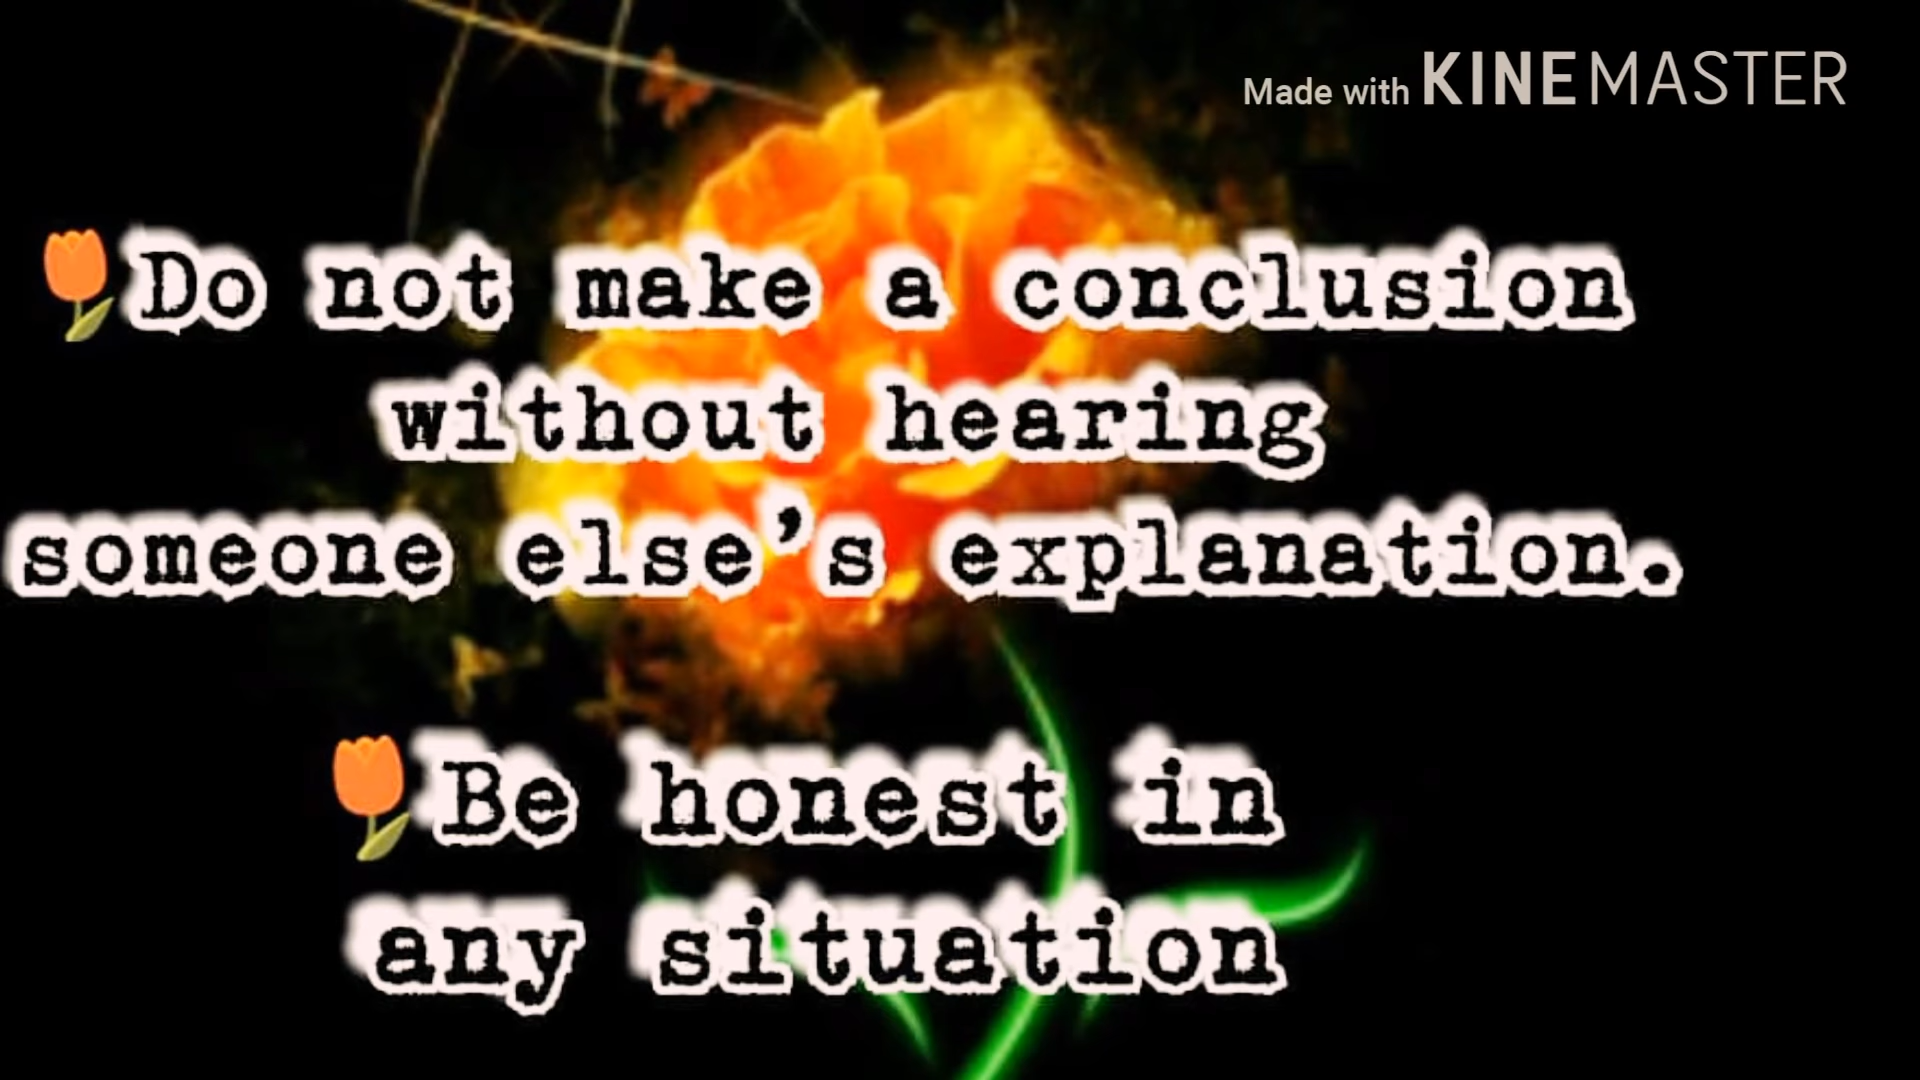 Made with KINEMASTER
🌷Do not make a conclusion
without hearing
someone else's explanation.
🌷Be honest in
any situation